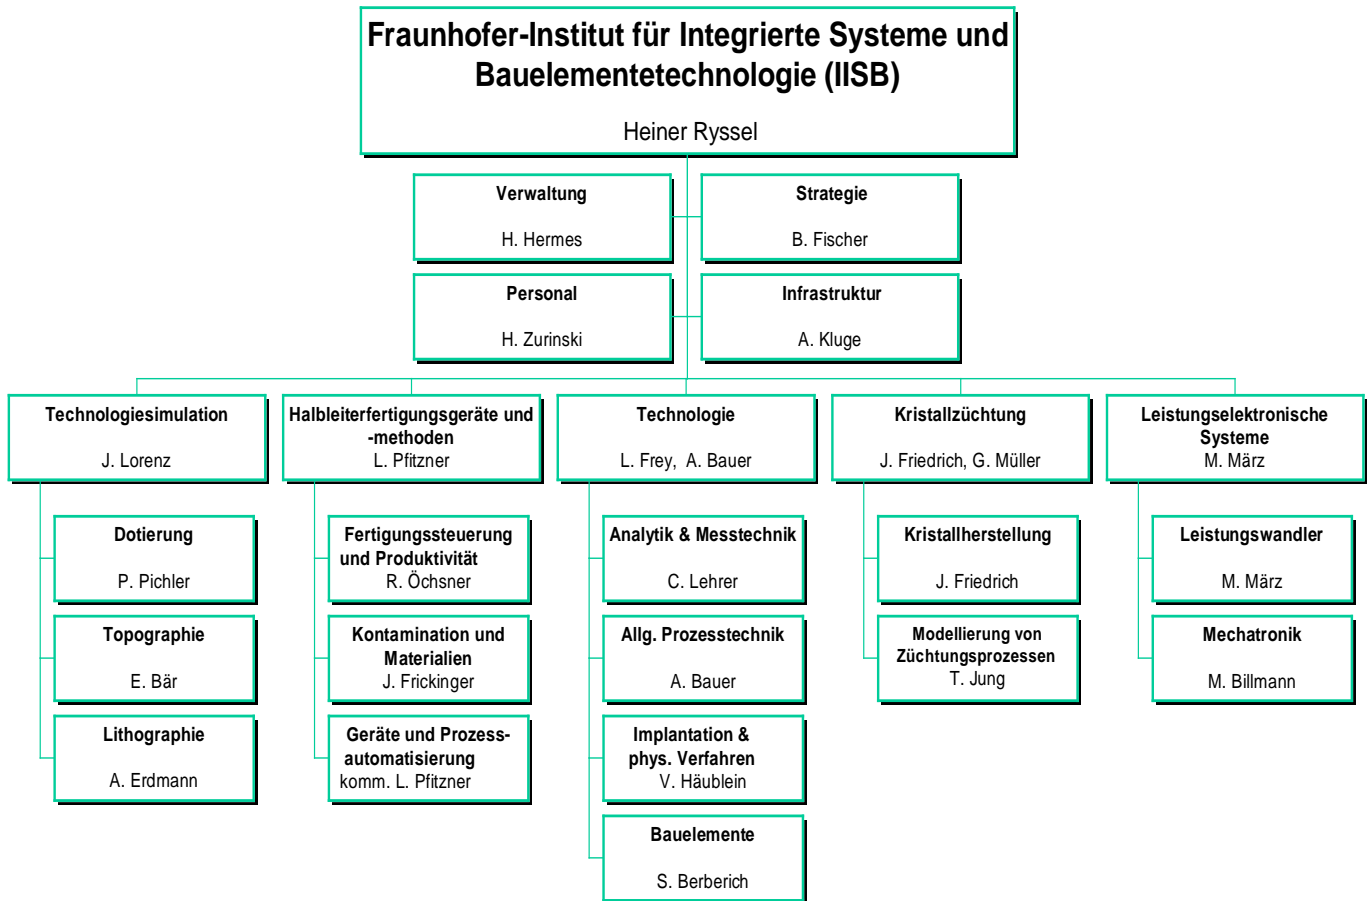 Fraunhofer-Institut für Integrierte Systeme und
Bauelementetechnologie (IISB)
Heiner Ryssel
Verwaltung
H. Hermes
Strategie
B. Fischer
Personal
H. Zurinski
Infrastruktur
A. Kluge
Technologiesimulation
J. Lorenz
Halbleiterfertigungsgeräte und
-methoden
L. Pfitzner
Technologie
L. Frey, A. Bauer
Kristallzüchtung
J. Friedrich, G. Müller
Leistungselektronische
Systeme
M. März
Dotierung
P. Pichler
Topographie
E. Bär
Lithographie
A. Erdmann
Fertigungssteuerung
und Produktivität
R. Öchsner
Kontamination und
Materialien
J. Frickinger
Geräte und Prozess-
automatisierung
komm. L. Pfitzner
Analytik & Messtechnik
C. Lehrer
Allg. Prozesstechnik
A. Bauer
Implantation &
phys. Verfahren
V. Häublein
Bauelemente
S. Berberich
Kristallherstellung
J. Friedrich
Modellierung von
Züchtungsprozessen
T. Jung
Leistungswandler
M. März
Mechatronik
M. Billmann